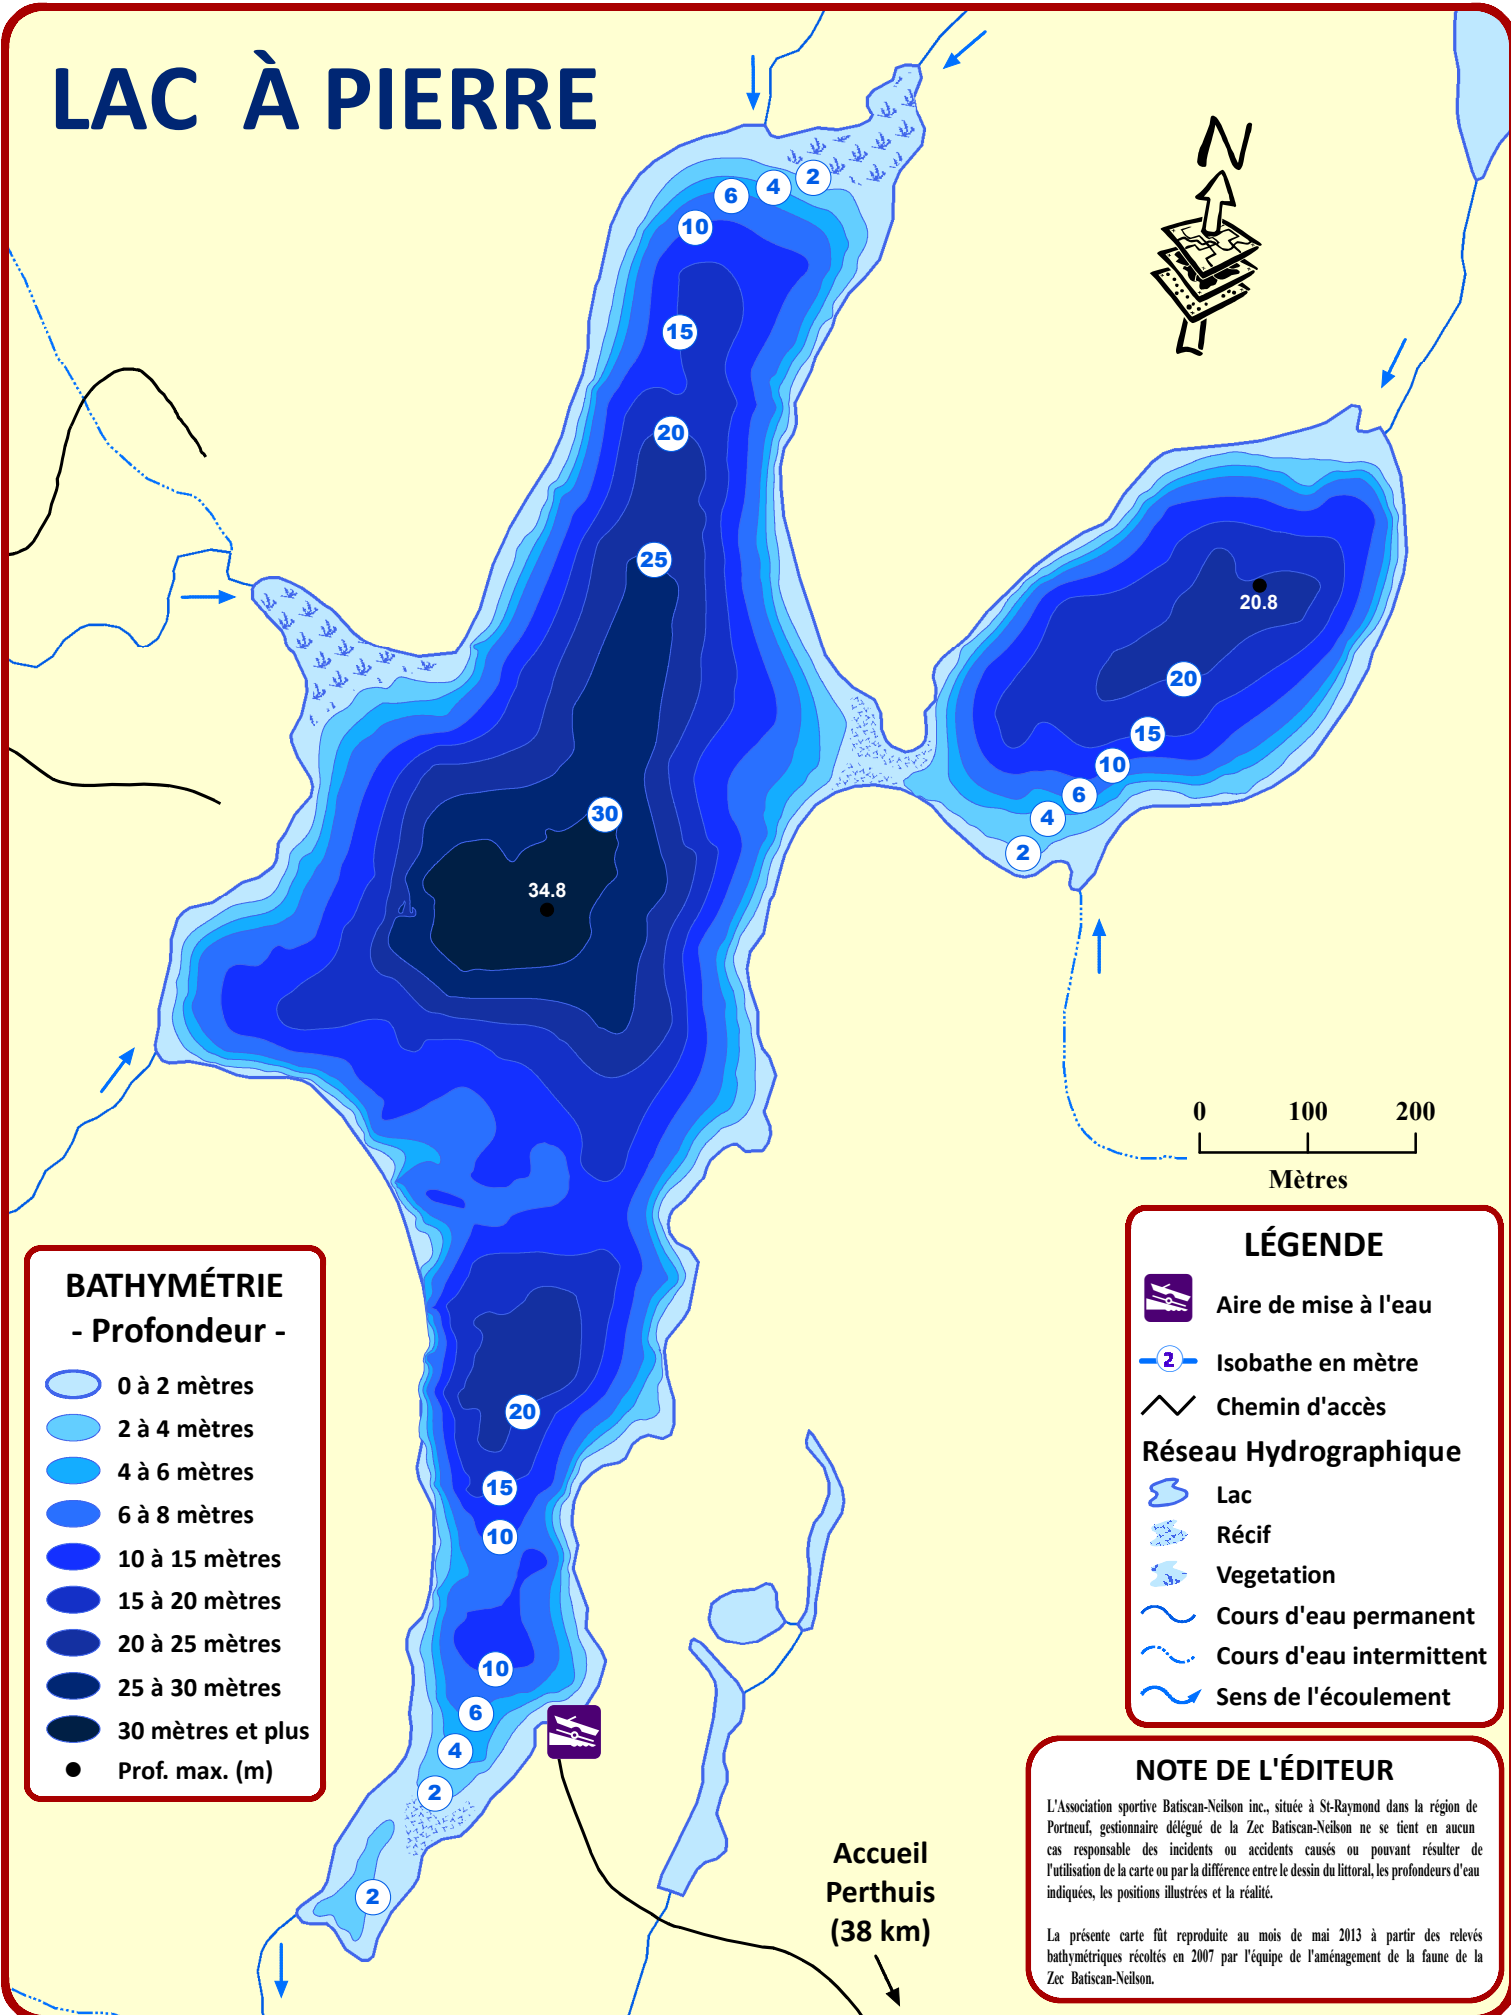 LAC À PIERRE
N
2
4
6
10
15
20
25
30
34.8
20.8
20
15
10
6
4
2
20
15
10
10
6
4
2
2
0 100 200
Mètres
BATHYMÉTRIE
- Profondeur -
0 à 2 mètres
2 à 4 mètres
4 à 6 mètres
6 à 8 mètres
10 à 15 mètres
15 à 20 mètres
20 à 25 mètres
25 à 30 mètres
30 mètres et plus
Prof. max. (m)
LÉGENDE
Aire de mise à l'eau
2 Isobathe en mètre
Chemin d'accès
Réseau Hydrographique
Lac
Récif
Vegetation
Cours d'eau permanent
Cours d'eau intermittent
Sens de l'écoulement
Accueil
Perthuis
(38 km)
NOTE DE L'ÉDITEUR
L'Association sportive Batiscan-Neilson inc., située à St-Raymond dans la région de
Portneuf, gestionnaire délégué de la Zec Batiscan-Neilson ne se tient en aucun
cas responsable des incidents ou accidents causés ou pouvant résulter de
l'utilisation de la carte ou par la différence entre le dessin du littoral, les profondeurs d'eau
indiquées, les positions illustrées et la réalité.
La présente carte fût reproduite au mois de mai 2013 à partir des relevés
bathymétriques récoltés en 2007 par l'équipe de l'aménagement de la faune de la
Zec Batiscan-Neilson.